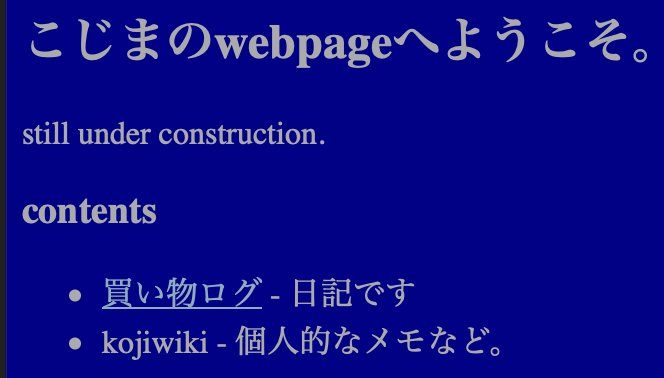 こじまのwebpageへようこそ。
still under construction.
contents
買い物ログ - 日記です
kojiwiki - 個人的なメモなど。